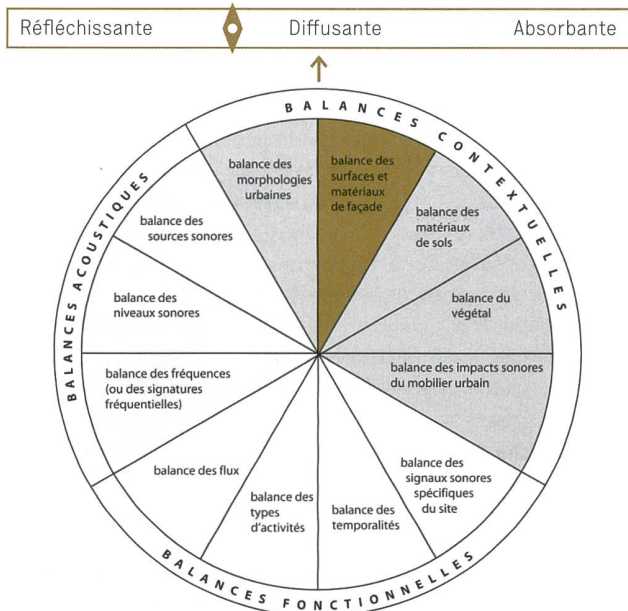 Réfléchissante Diffusante Absorbante
BALANCES CONTEXTUELLES
BALANCES ACOUSTIQUES
balance des
morphologies
urbaines
balance des
surfaces et
matériaux
de façade
balance des
matériaux
de sols
balance du
végétal
balance des impacts sonores
du mobilier urbain
balance des
signaux sonores
spécifiques
du site
balance des
temporalités
balance des
types
d'activités
balance des flux
balance des fréquences
(ou des signatures
fréquentielles)
balance des
niveaux sonores
balance des
sources sonores
BALANCES FONCTIONNELLES